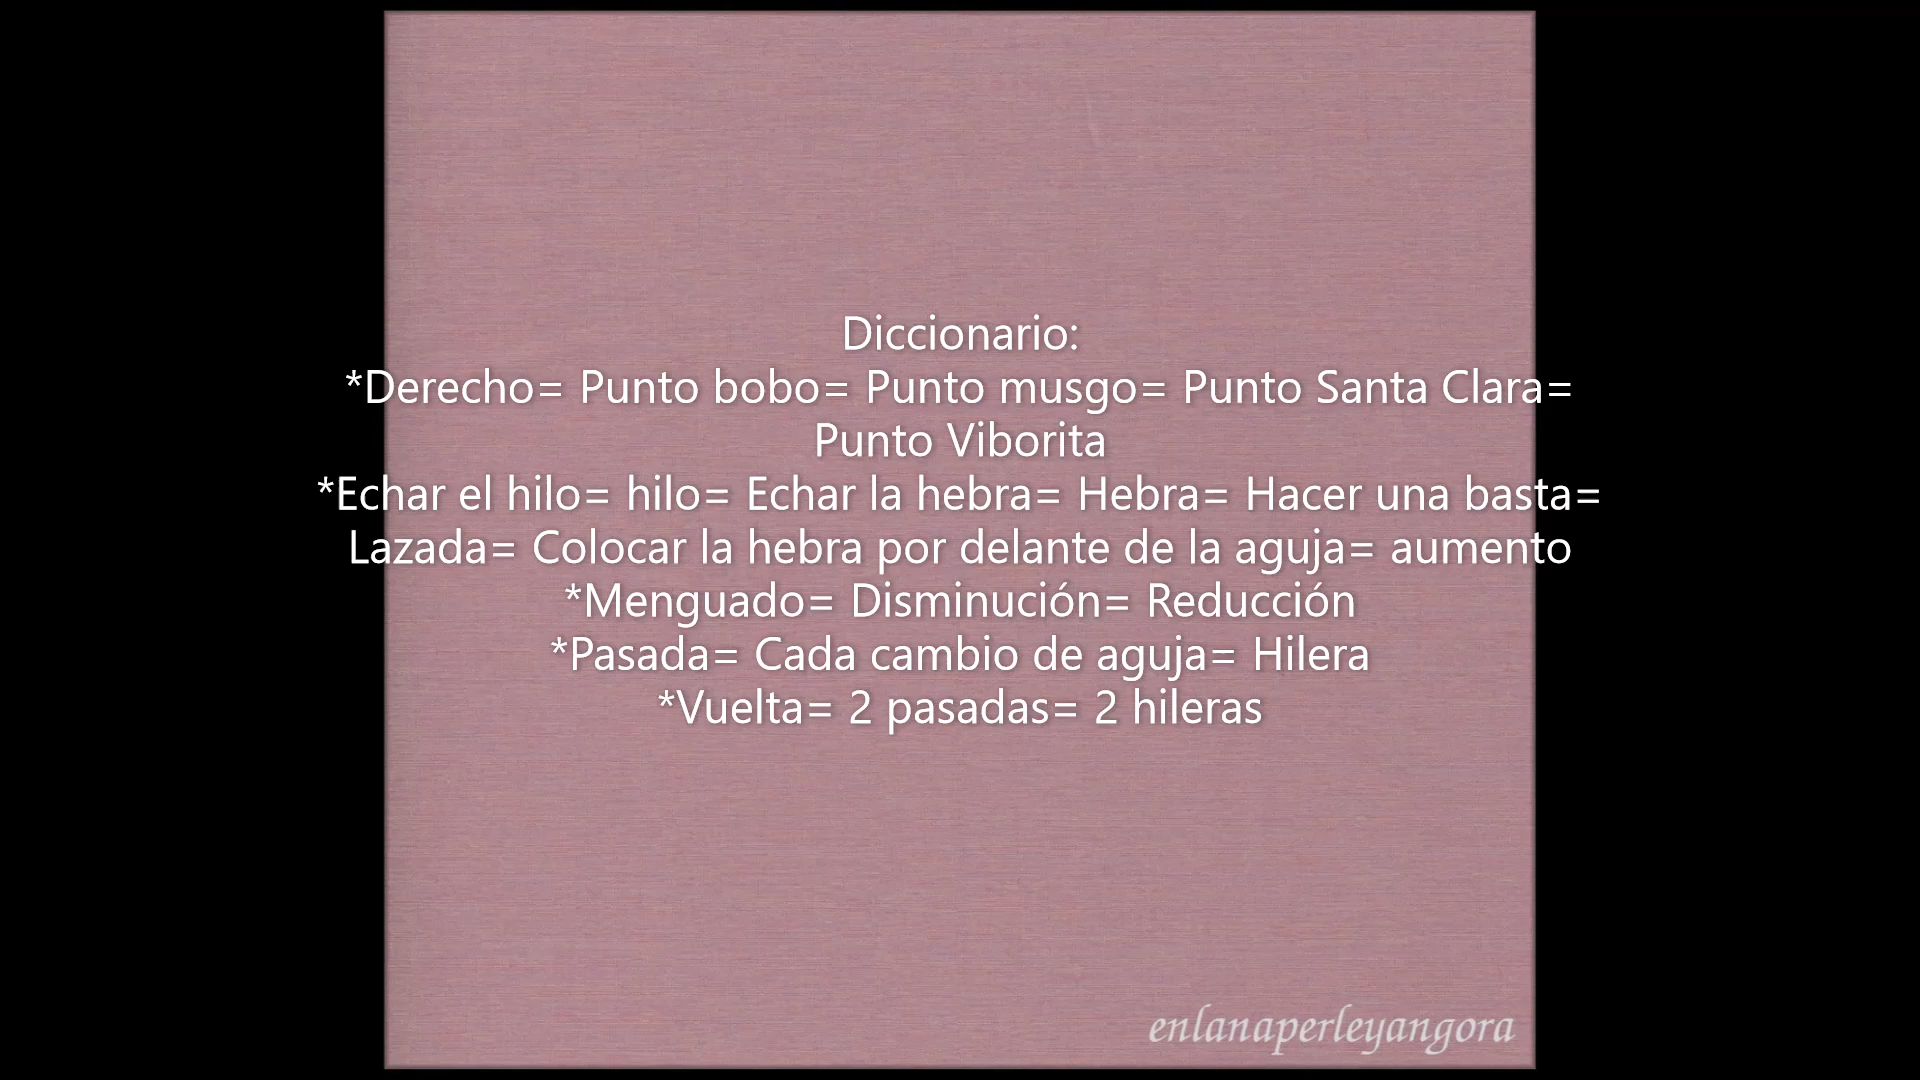 Diccionario:
*Derecho= Punto bobo= Punto musgo= Punto Santa Clara=
Punto Viborita
*Echar el hilo= hilo= Echar la hebra= Hebra= Hacer una basta=
Lazada= Colocar la hebra por delante de la aguja= aumento
*Menguado= Disminución= Reducción
*Pasada= Cada cambio de aguja= Hilera
*Vuelta= 2 pasadas= 2 hileras
enlanaperleyangora